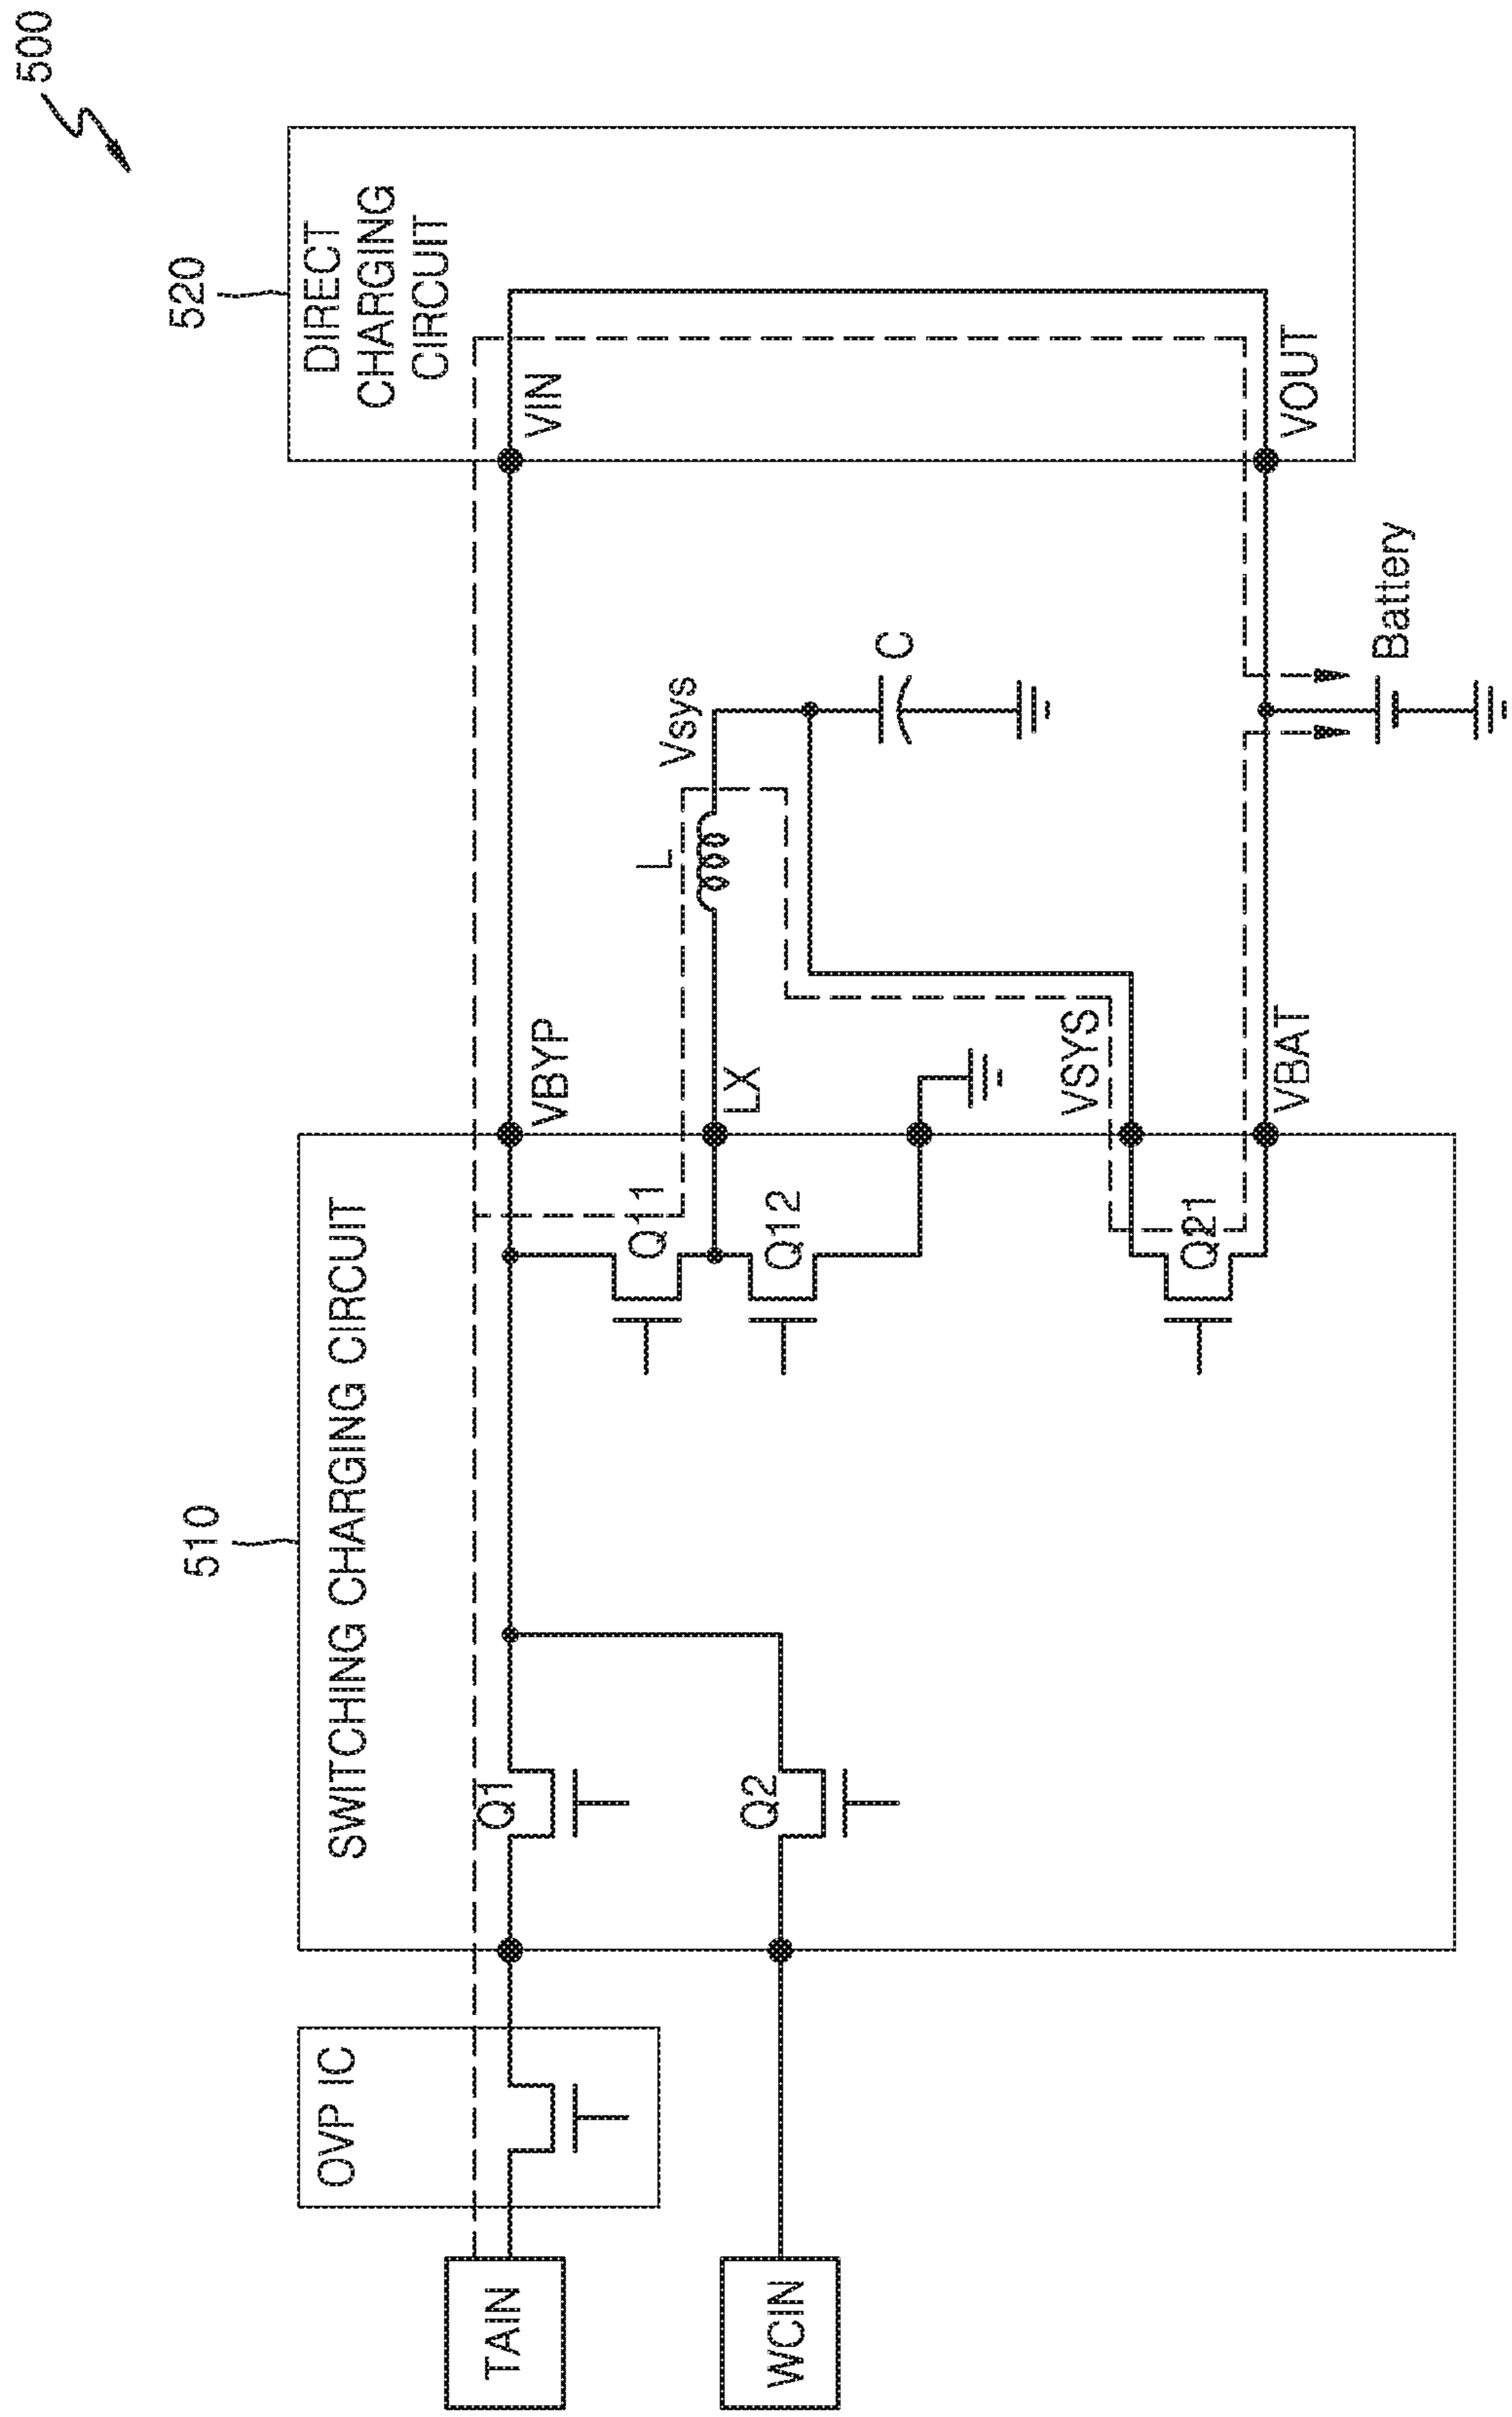 500
510
520
SWITCHING CHARGING CIRCUIT
DIRECT
CHARGING
CIRCUIT
OVP IC
TAIN
WCIN
Q1
Q2
Q11
Q12
Q21
VBYP
LX
VSYS
VBAT
L
Vsys
C
VIN
VOUT
Battery